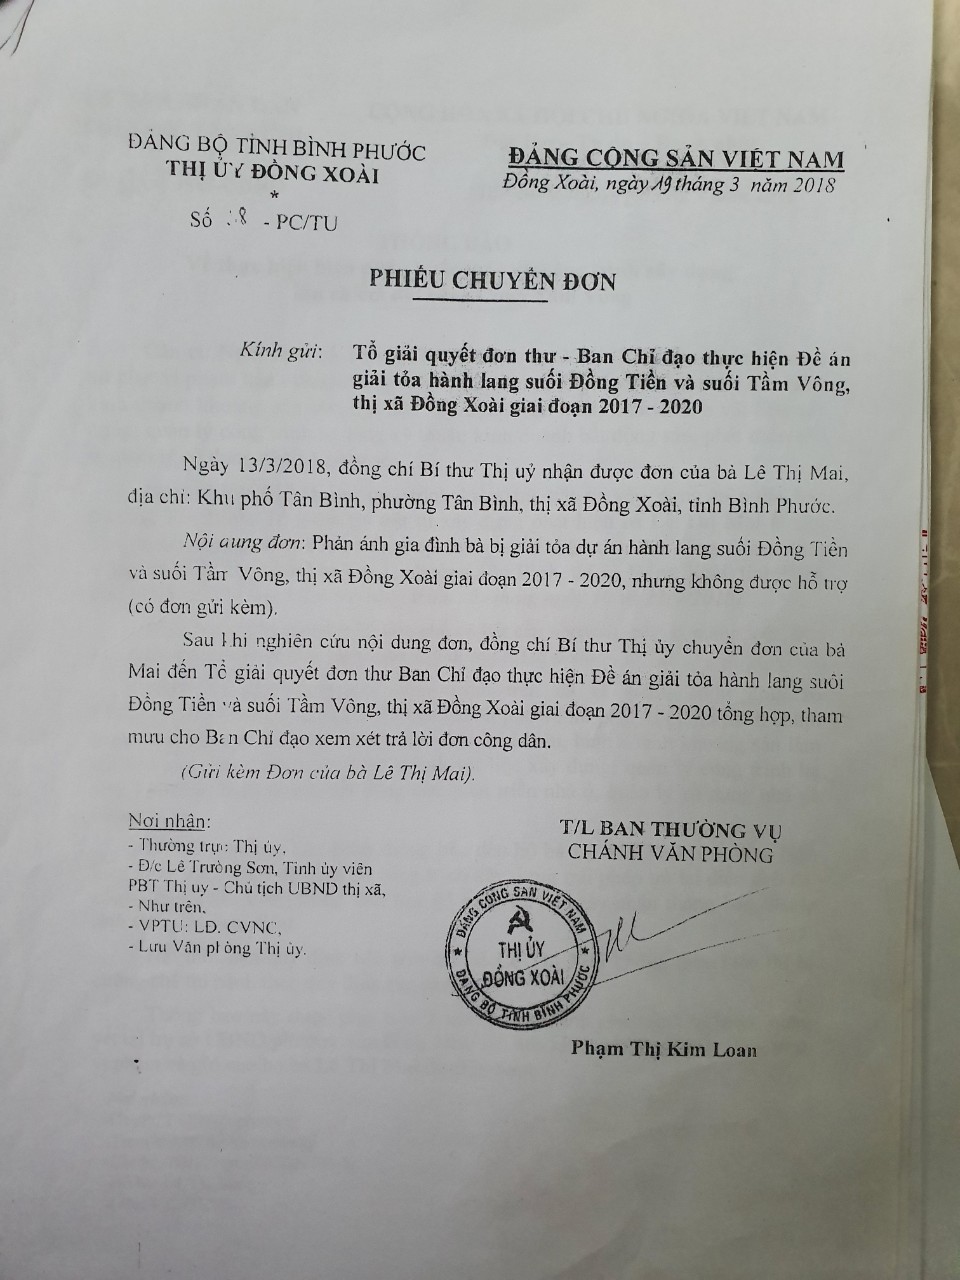 ĐẢNG BỘ TỈNH BÌNH PHƯỚC
THỊ ỦY ĐỒNG XOÀI
*
Số 8 - PC/TU
ĐẢNG CỘNG SẢN VIỆT NAM
Đồng Xoài, ngày 19 tháng 3 năm 2018
PHIẾU CHUYỂN ĐƠN
Kính gửi: Tổ giải quyết đơn thư - Ban Chỉ đạo thực hiện Đề án
giải tỏa hành lang suối Đồng Tiền và suối Tầm Vông,
thị xã Đồng Xoài giai đoạn 2017 - 2020
Ngày 13/3/2018, đồng chí Bí thư Thị uỷ nhận được đơn của bà Lê Thị Mai,
địa chỉ: Khu phố Tân Bình, phường Tân Bình, thị xã Đồng Xoài, tỉnh Bình Phước.
Nội dung đơn: Phản ánh gia đình bà bị giải tỏa dự án hành lang suối Đồng Tiền
và suối Tầm Vông, thị xã Đồng Xoài giai đoạn 2017 - 2020, nhưng không được hỗ trợ
(có đơn gửi kèm).
Sau khi nghiên cứu nội dung đơn, đồng chí Bí thư Thị ủy chuyển đơn của bà
Mai đến Tổ giải quyết đơn thư Ban Chỉ đạo thực hiện Đề án giải tỏa hành lang suối
Đồng Tiền và suối Tầm Vông, thị xã Đồng Xoài giai đoạn 2017 - 2020 tổng hợp, tham
mưu cho Ban Chỉ đạo xem xét trả lời đơn công dân.
(Gửi kèm Đơn của bà Lê Thị Mai).
Nơi nhận:
- Thường trực Thị ủy,
- Đ/c Lê Trường Sơn, Tỉnh ủy viên
PBT Thị uỷ - Chủ tịch UBND thị xã,
- Như trên,
- VPTU: LĐ, CVNC,
- Lưu Văn phòng Thị ủy.
T/L BAN THƯỜNG VỤ
CHÁNH VĂN PHÒNG
ĐẢNG CỘNG SẢN VIỆT NAM
THỊ ỦY
ĐỒNG XOÀI
ĐẢNG BỘ TỈNH BÌNH PHƯỚC
Phạm Thị Kim Loan